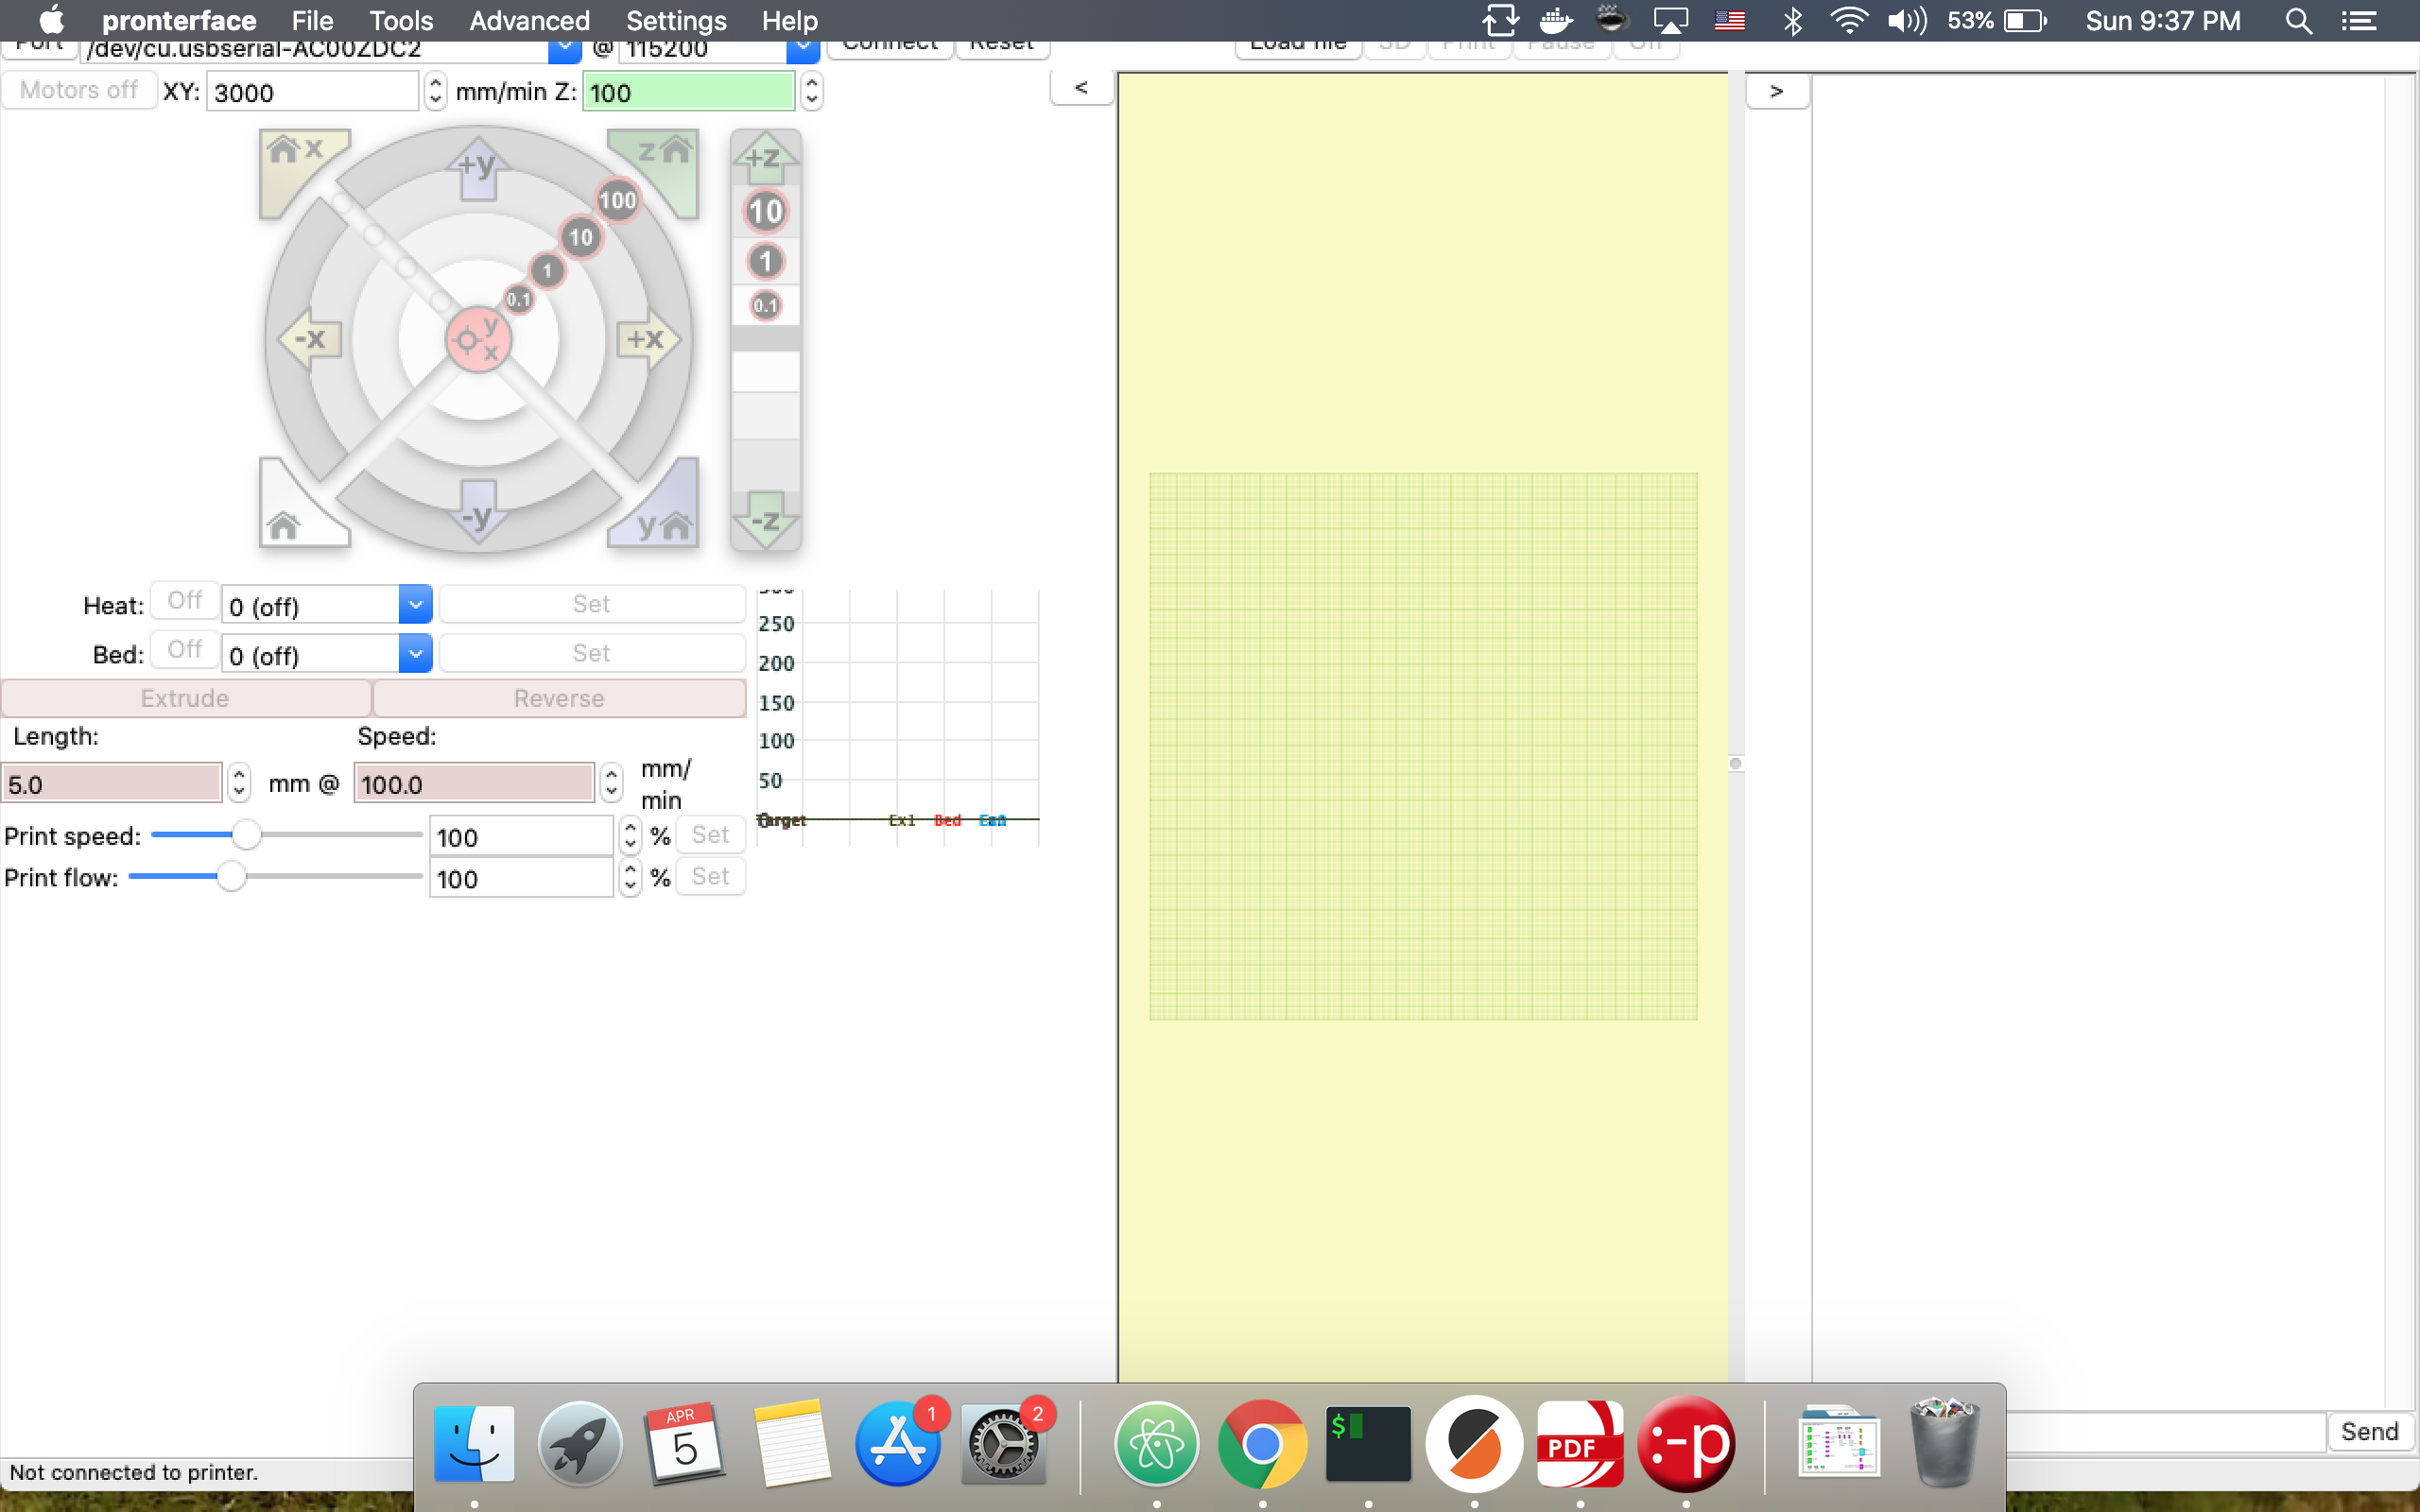 pronterface File Tools Advanced Settings Help 53% Sun 9:37 PM
Port /dev/cu.usbserial-AC00ZDC2 @ 115200 Connect Reset Load file SD Print Pause Off
Motors off XY: 3000 mm/min Z: 100 < >
x +y z +z
100 10
10 1
1 0.1
0.1
-x y x +x
-y y -z
300
Heat: Off 0 (off) Set
250
Bed: Off 0 (off) Set
200
Extrude Reverse
150
Length: Speed:
100
5.0 mm @ 100.0 mm/min
50
Target Ex1 Bed Ex0
Print speed: 100 % Set
Print flow: 100 % Set
APR
5
1
2
$
PDF
:-p
Send
Not connected to printer.